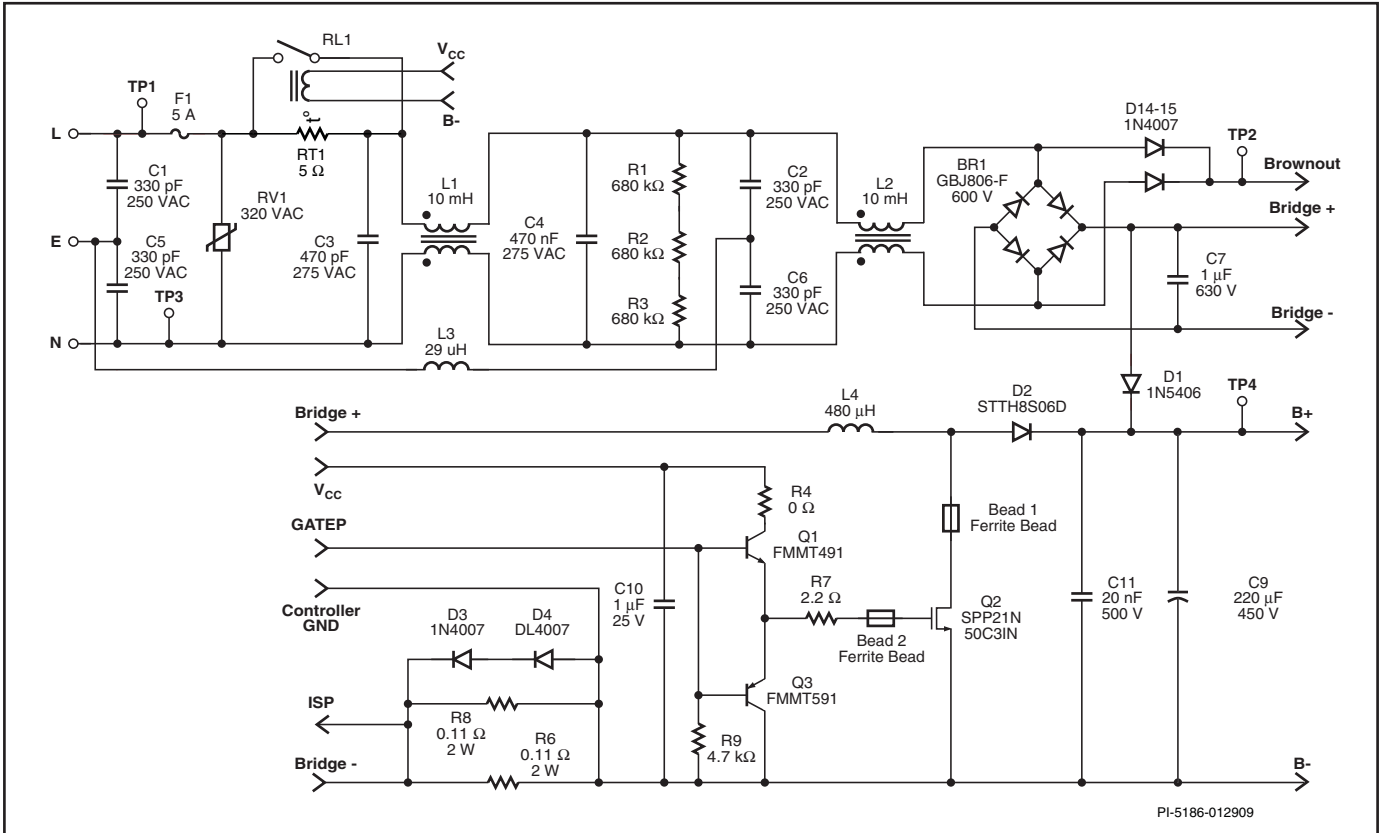 RL1
V_CC
B-
TP1
F1
5 A
L
t°
RT1
5 Ω
C1
330 pF
250 VAC
RV1
320 VAC
E
C5
330 pF
250 VAC
C3
470 pF
275 VAC
TP3
N
L1
10 mH
C4
470 nF
275 VAC
L3
29 uH
R1
680 kΩ
R2
680 kΩ
R3
680 kΩ
C2
330 pF
250 VAC
C6
330 pF
250 VAC
L2
10 mH
BR1
GBJ806-F
600 V
D14-15
1N4007
TP2
Brownout
Bridge +
C7
1 µF
630 V
Bridge -
D1
1N5406
TP4
B+
D2
STTH8S06D
L4
480 µH
Bridge +
V_CC
GATEP
Controller
GND
D3
1N4007
D4
DL4007
ISP
R8
0.11 Ω
2 W
R6
0.11 Ω
2 W
Bridge -
C10
1 µF
25 V
R4
0 Ω
Q1
FMMT491
R7
2.2 Ω
Bead 2
Ferrite Bead
Bead 1
Ferrite Bead
Q2
SPP21N
50C3IN
Q3
FMMT591
R9
4.7 kΩ
C11
20 nF
500 V
C9
220 µF
450 V
B-
PI-5186-012909